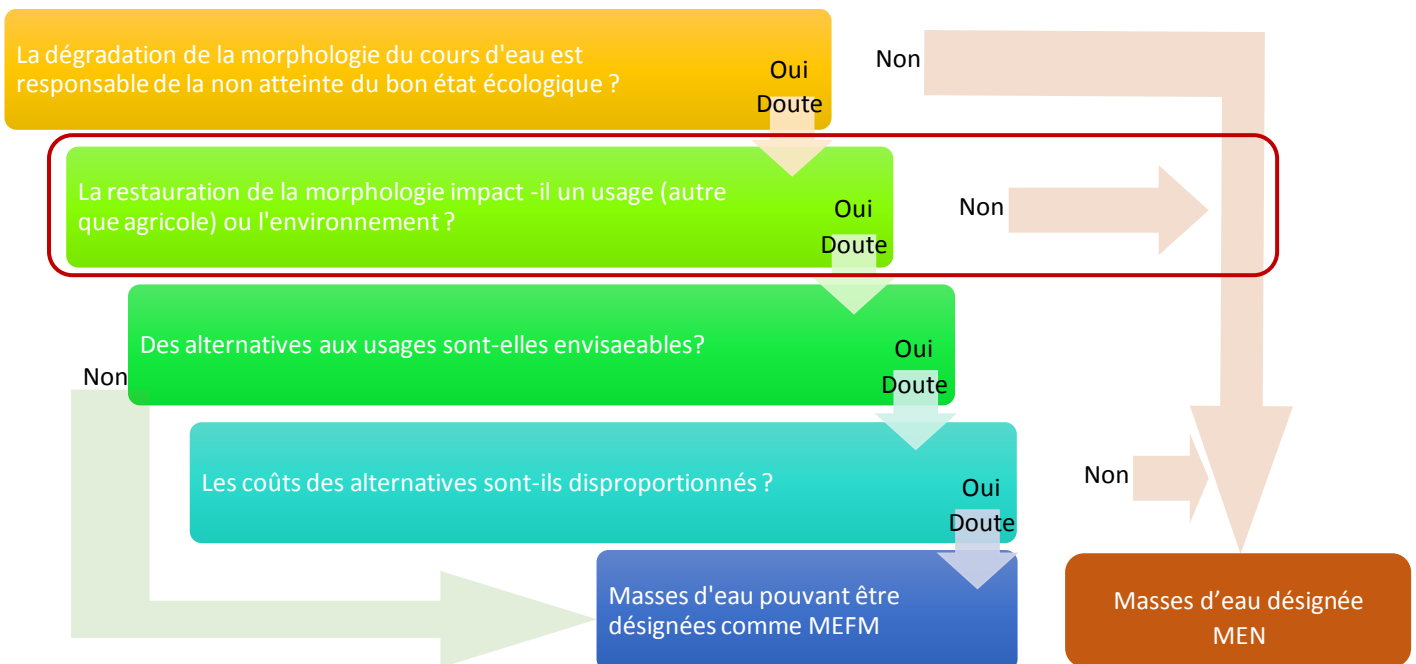 La dégradation de la morphologie du cours d'eau est
responsable de la non atteinte du bon état écologique ?
Oui
Doute
Non
La restauration de la morphologie impact -il un usage (autre
que agricole) ou l'environnement ?
Oui
Doute
Non
Des alternatives aux usages sont-elles envisaeables?
Oui
Doute
Non
Les coûts des alternatives sont-ils disproportionnés ?
Oui
Doute
Non
Masses d'eau pouvant être
désignées comme MEFM
Masses d’eau désignée
MEN